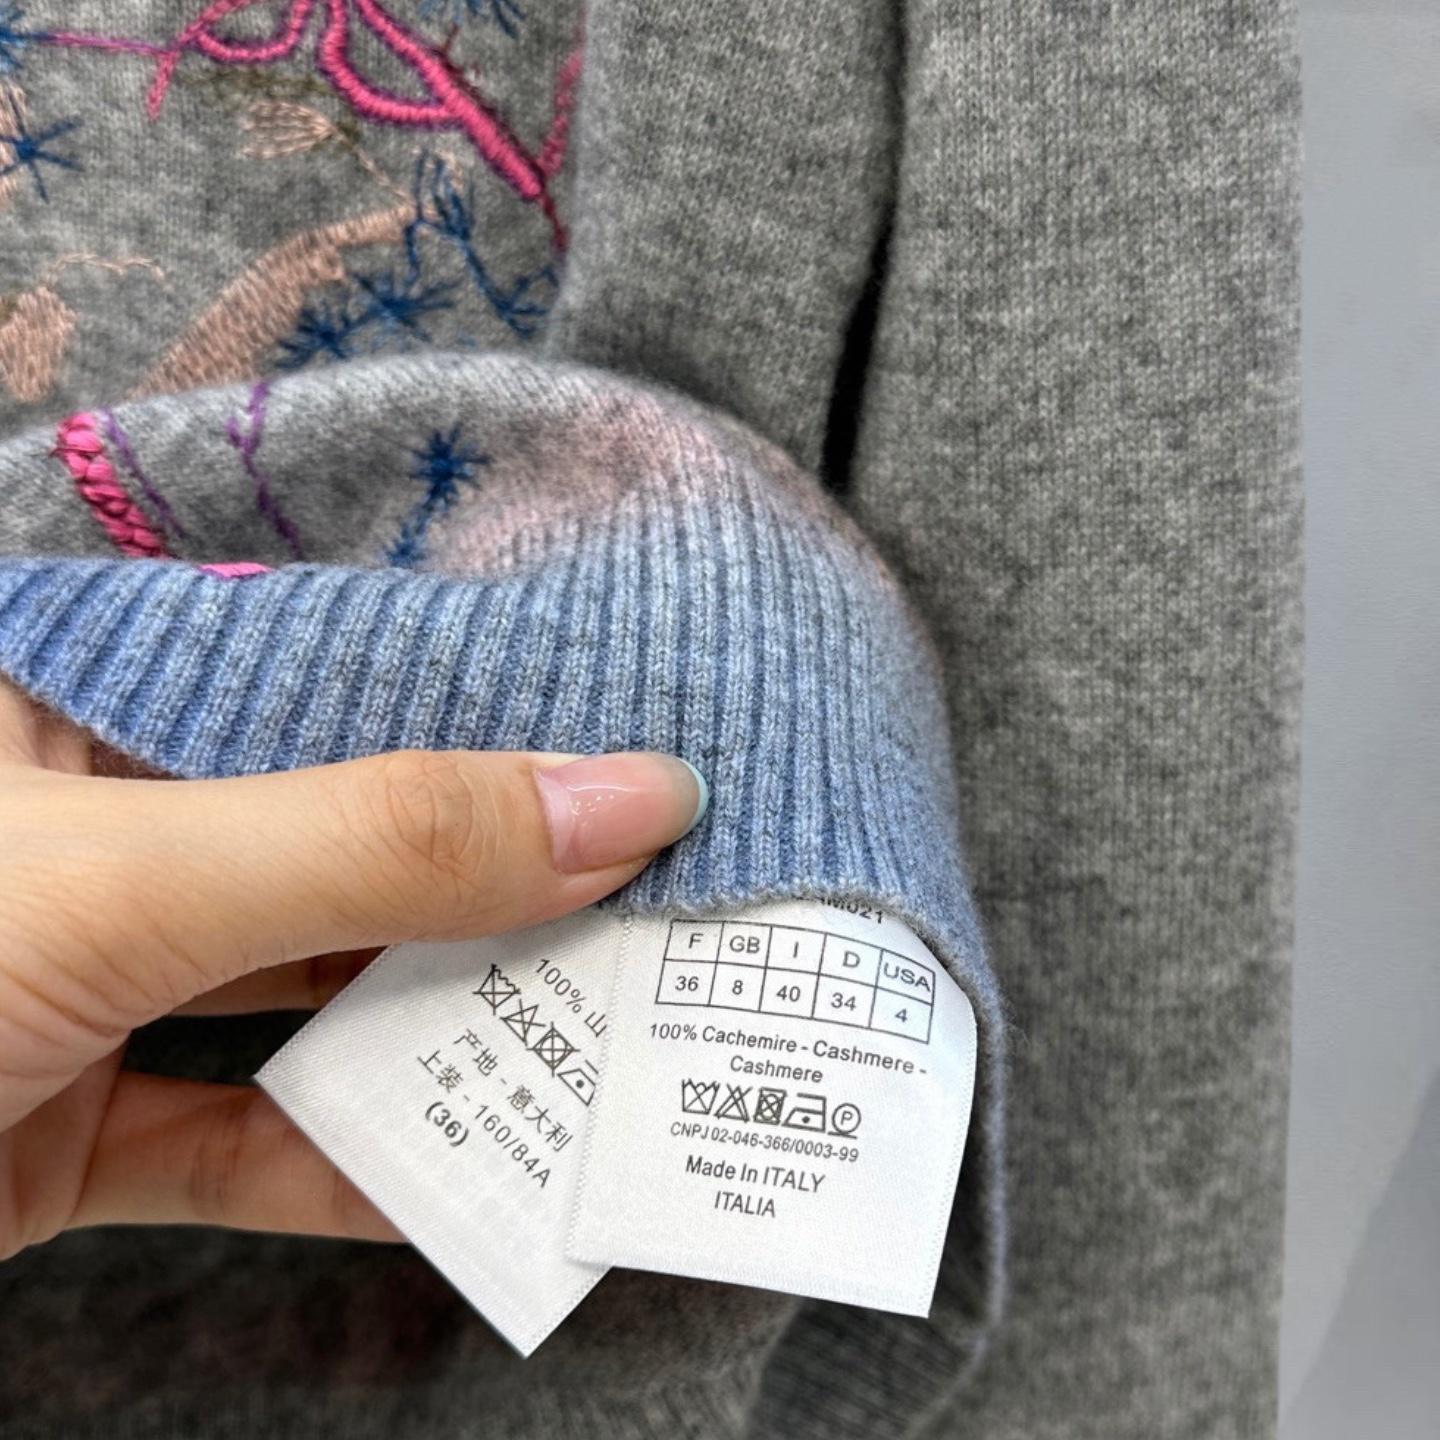 100% 山
产地 - 意大利
上装 - 160/84A
(36)
F GB I D USA
36 8 40 34 4
100% Cachemire - Cashmere -
Cashmere
P
CNPJ 02-046-366/0003-99
Made In ITALY
ITALIA